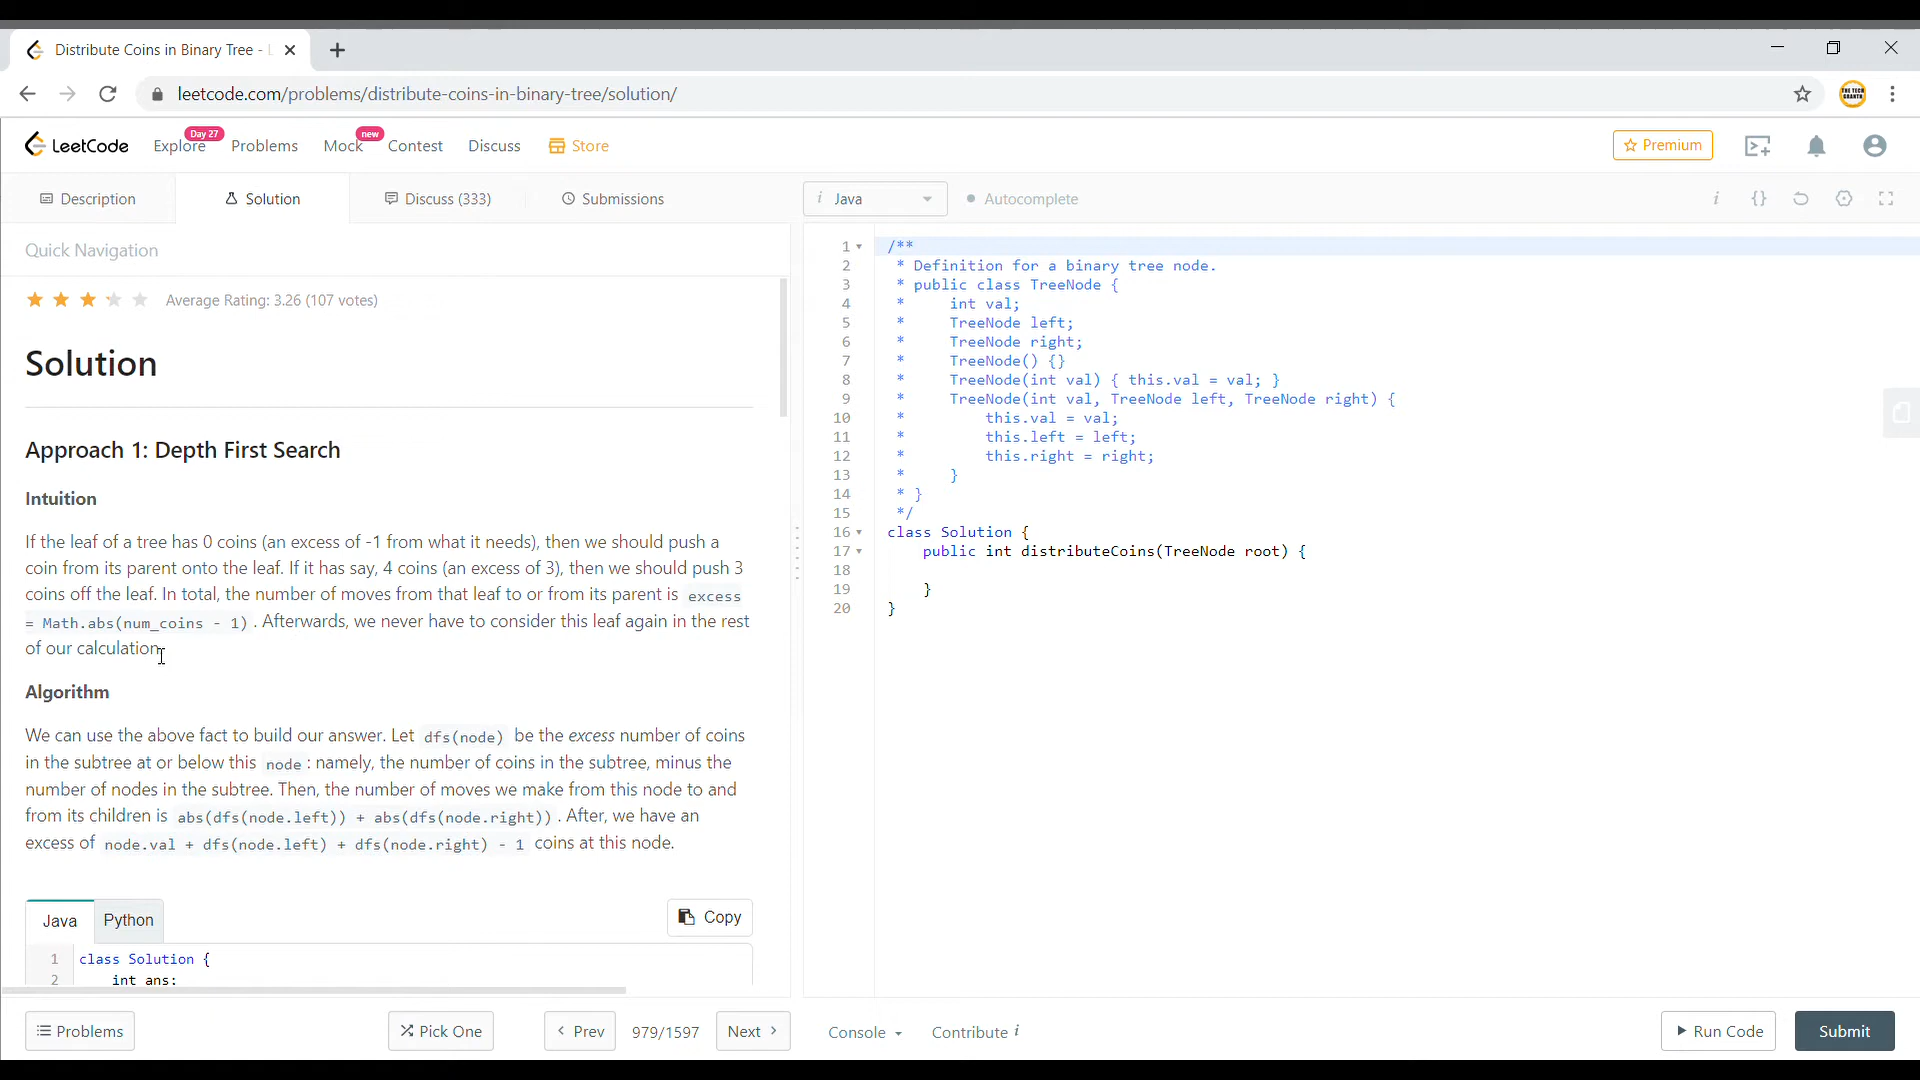 Distribute Coins in Binary Tree -
leetcode.com/problems/distribute-coins-in-binary-tree/solution/
THE TECH GRANTH
LeetCode
Explore
Day 27
Problems
Mock
new
Contest
Discuss
Store
Premium
Description
Solution
Discuss (333)
Submissions
i Java
Autocomplete
i {}
Quick Navigation
Average Rating: 3.26 (107 votes)
Solution
Approach 1: Depth First Search
Intuition
If the leaf of a tree has 0 coins (an excess of -1 from what it needs), then we should push a
coin from its parent onto the leaf. If it has say, 4 coins (an excess of 3), then we should push 3
coins off the leaf. In total, the number of moves from that leaf to or from its parent is excess
= Math.abs(num_coins - 1) . Afterwards, we never have to consider this leaf again in the rest
of our calculation.
Algorithm
We can use the above fact to build our answer. Let dfs(node) be the excess number of coins
in the subtree at or below this node : namely, the number of coins in the subtree, minus the
number of nodes in the subtree. Then, the number of moves we make from this node to and
from its children is abs(dfs(node.left)) + abs(dfs(node.right)) . After, we have an
excess of node.val + dfs(node.left) + dfs(node.right) - 1 coins at this node.
Java
Python
Copy
1 class Solution {
2 int ans;
1 /**
2 * Definition for a binary tree node.
3 * public class TreeNode {
4 * int val;
5 * TreeNode left;
6 * TreeNode right;
7 * TreeNode() {}
8 * TreeNode(int val) { this.val = val; }
9 * TreeNode(int val, TreeNode left, TreeNode right) {
10 * this.val = val;
11 * this.left = left;
12 * this.right = right;
13 * }
14 * }
15 */
16 class Solution {
17 public int distributeCoins(TreeNode root) {
18
19 }
20 }
Problems
Pick One
Prev
979/1597
Next
Console
Contribute i
Run Code
Submit